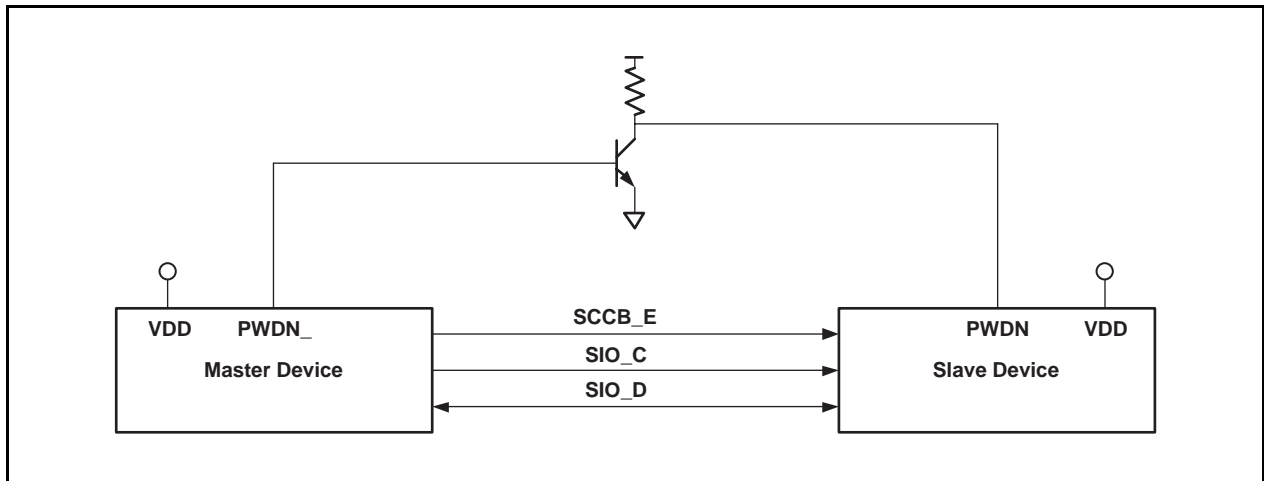 SCCB_E
VDD PWDN_
PWDN VDD
SIO_C
Master Device
Slave Device
SIO_D